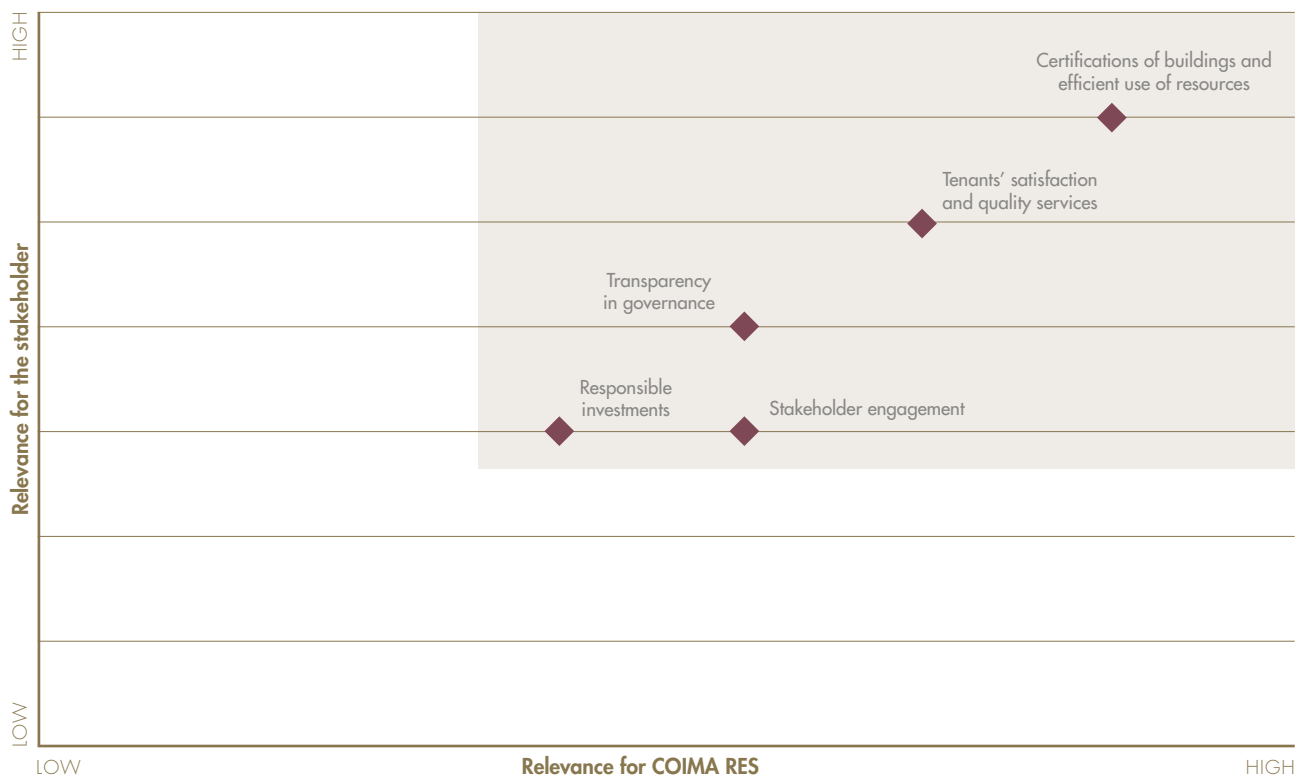 HIGH
Certifications of buildings and
efficient use of resources
Tenants’ satisfaction
and quality services
Relevance for the stakeholder
Transparency
in governance
Responsible
investments
Stakeholder engagement
LOW
LOW
Relevance for COIMA RES
HIGH